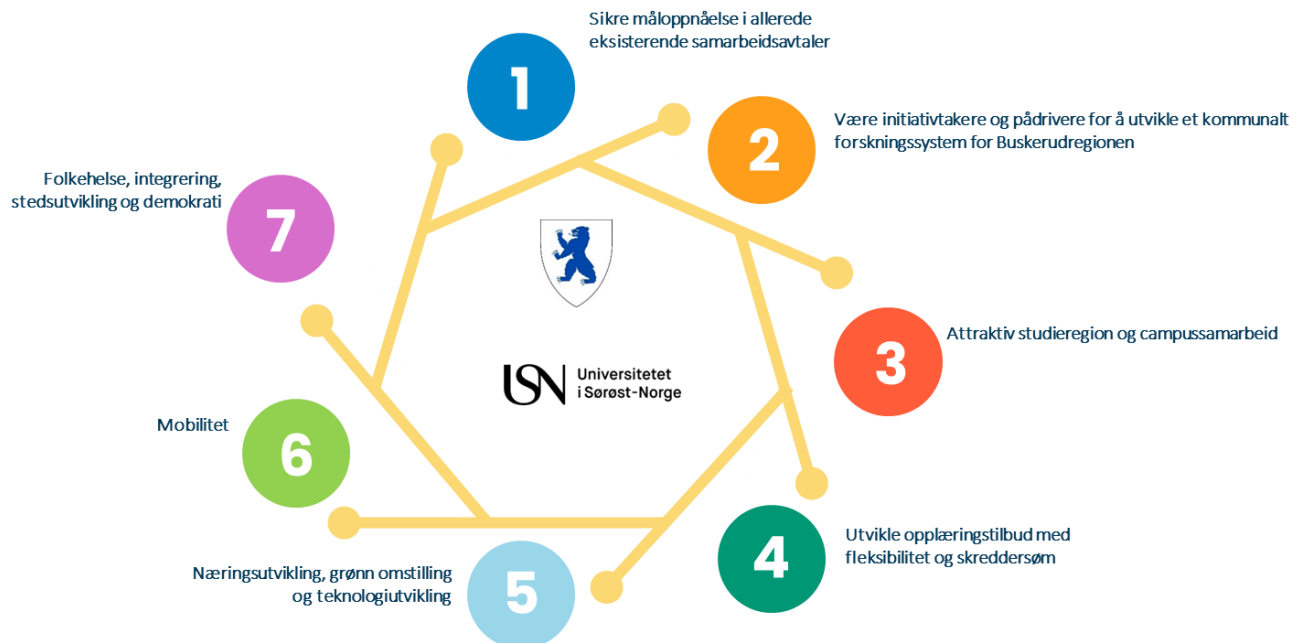 1
Sikre måloppnåelse i allerede
eksisterende samarbeidsavtaler
2
Være initiativtakere og pådrivere for å utvikle et kommunalt
forskningssystem for Buskerudregionen
3
Attraktiv studieregion og campussamarbeid
4
Utvikle opplæringstilbud med
fleksibilitet og skreddersøm
5
Næringsutvikling, grønn omstilling
og teknologiutvikling
6
Mobilitet
7
Folkehelse, integrering,
stedsutvikling og demokrati
USN Universitetet
i Sørøst-Norge